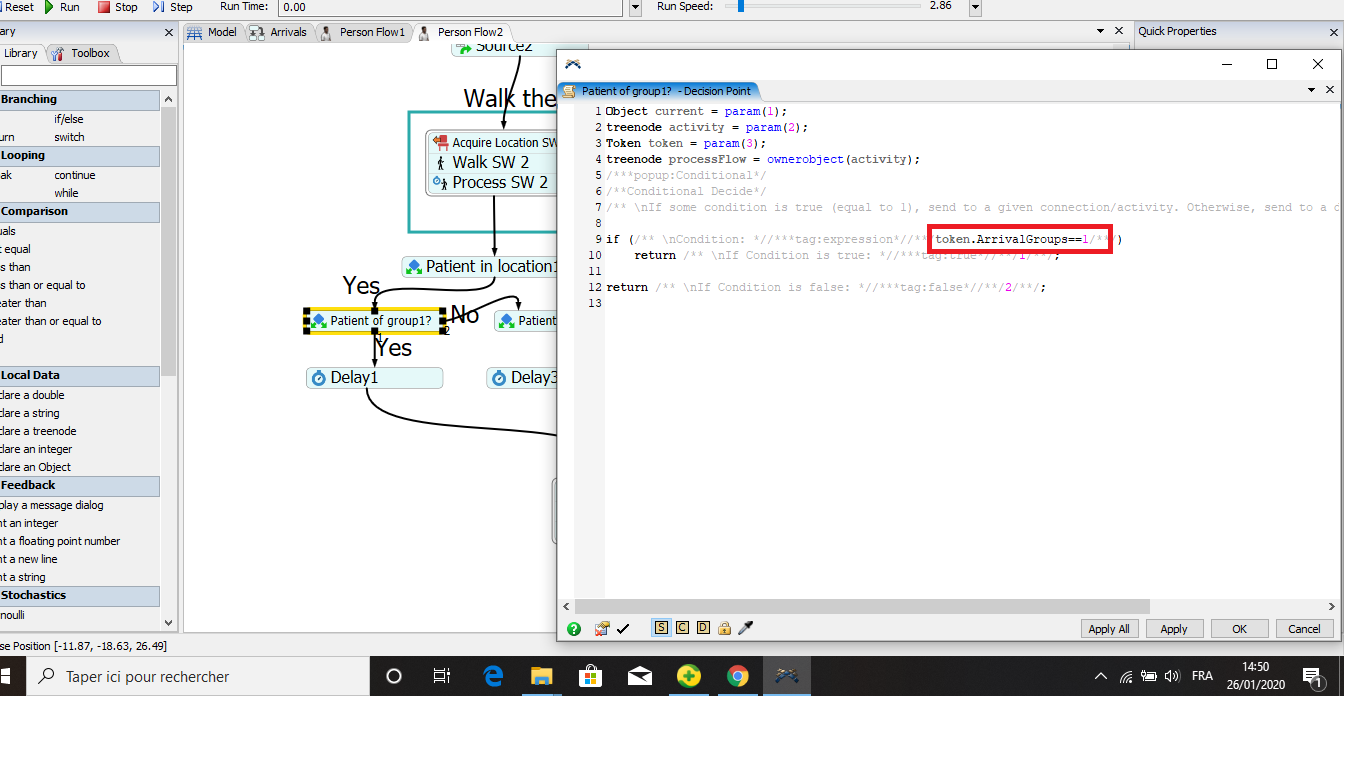 Reset Run Stop Step Run Time: 0.00 Run Speed: 2.86
ary
Library Toolbox
Branching
if/else
urn switch
Looping
ak continue
while
Comparison
uals
t equal
s than
s than or equal to
eater than
eater than or equal to
d
Local Data
lare a double
lare a string
lare a treenode
lare an integer
lare an Object
Feedback
play a message dialog
nt an integer
nt a floating point number
nt a new line
nt a string
Stochastics
noulli
Model Arrivals Person Flow1 Person Flow2
Source2
Walk the
Acquire Location SW
Walk SW 2
Process SW 2
Patient in location1
Yes
Patient of group1?
No
2
Patient
1
Yes
Delay1
Delay3
Quick Properties
Patient of group1? - Decision Point
1 Object current = param(1);
2 treenode activity = param(2);
3 Token token = param(3);
4 treenode processFlow = ownerobject(activity);
5 /***popup:Conditional*/
6 /**Conditional Decide*/
7 /** \nIf some condition is true (equal to 1), send to a given connection/activity. Otherwise, send to a d
8
9 if (/** \nCondition: *//***tag:expression*//**/token.ArrivalGroups==1/**/)
10 return /** \nIf Condition is true: *//***tag:true*//**/1/**/;
11
12 return /** \nIf Condition is false: *//***tag:false*//**/2/**/;
13
S C D
Apply All Apply OK Cancel
se Position [-11.87, -18.63, 26.49]
Taper ici pour rechercher
FRA
14:50
26/01/2020
1